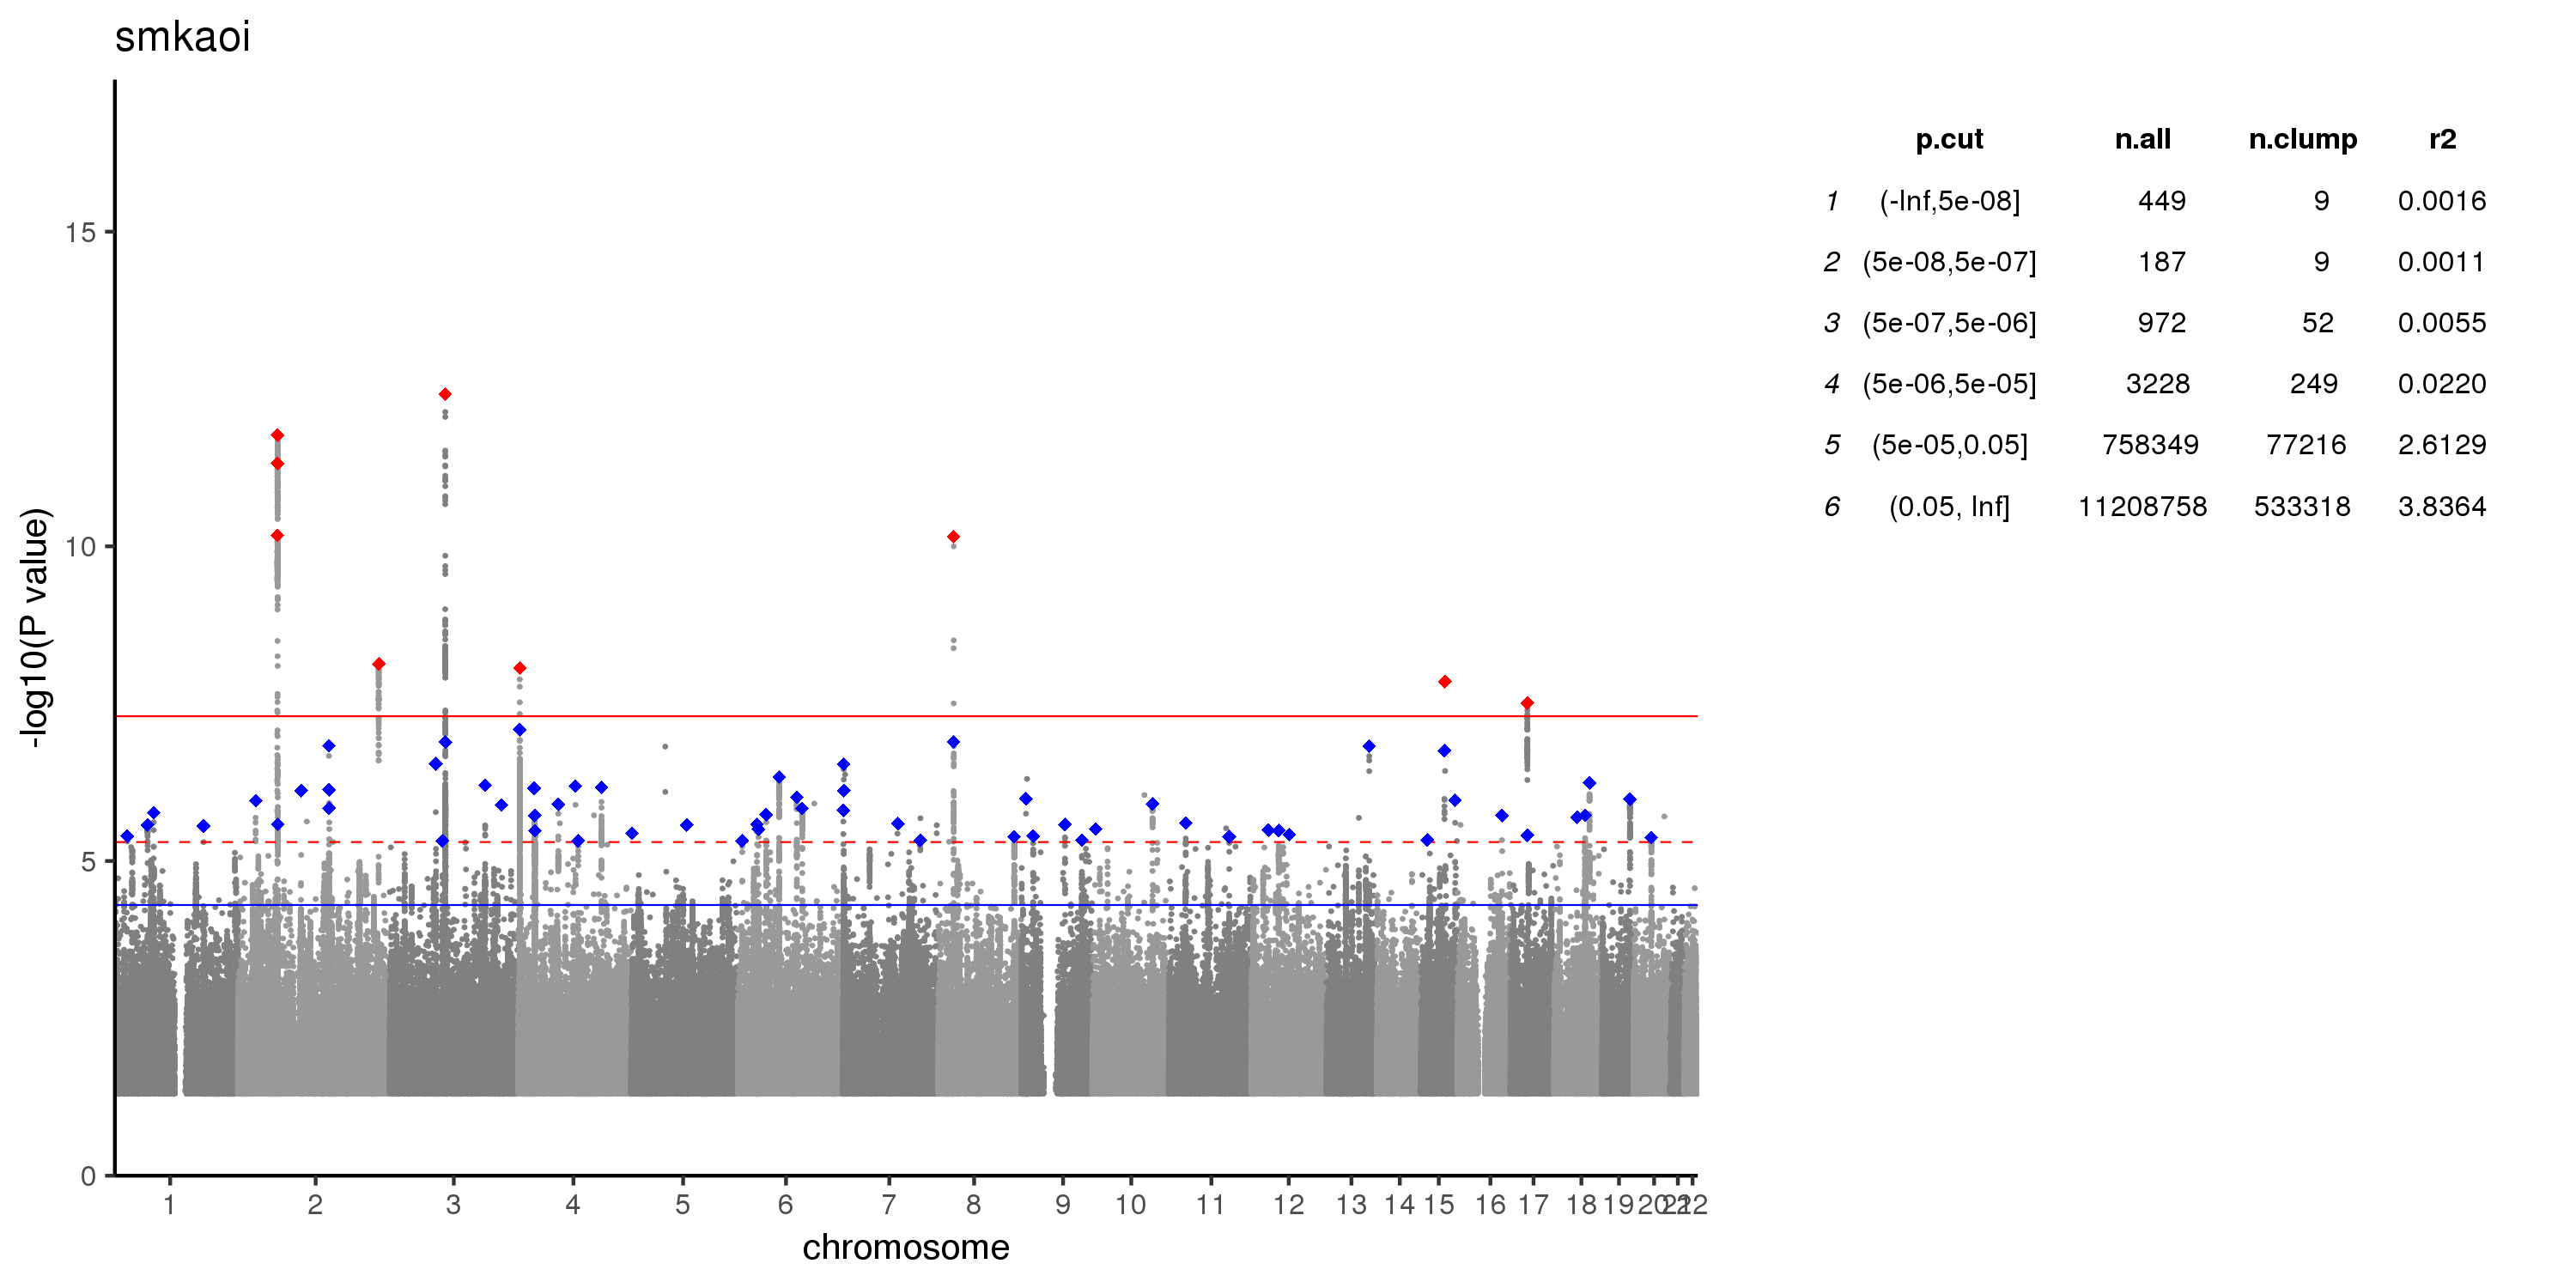 smkaoi
-log10(P value)
15
10
5
0
1 2 3 4 5 6 7 8 9 10 11 12 13 14 15 16 17 18 19 20 21 22
chromosome
p.cut n.all n.clump r2
1 (-Inf,5e-08] 449 9 0.0016
2 (5e-08,5e-07] 187 9 0.0011
3 (5e-07,5e-06] 972 52 0.0055
4 (5e-06,5e-05] 3228 249 0.0220
5 (5e-05,0.05] 758349 77216 2.6129
6 (0.05, Inf] 11208758 533318 3.8364